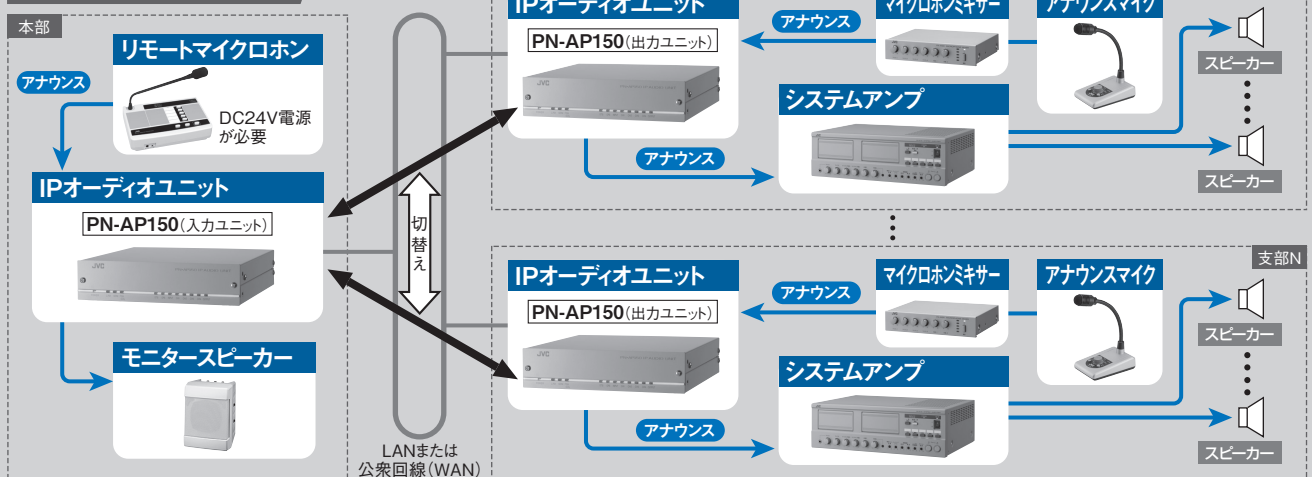 本部
リモートマイクロホン
アナウンス
DC24V電源
が必要
IPオーディオユニット
PN-AP150(入力ユニット)
JVC
モニタースピーカー
切替え
LANまたは
公衆回線(WAN)
IPオーディオユニット
PN-AP150(出力ユニット)
JVC
アナウンス
マイクロホンミキサー
アナウンスマイク
システムアンプ
アナウンス
スピーカー
スピーカー
支部N
IPオーディオユニット
PN-AP150(出力ユニット)
JVC
アナウンス
マイクロホンミキサー
アナウンスマイク
システムアンプ
アナウンス
スピーカー
スピーカー